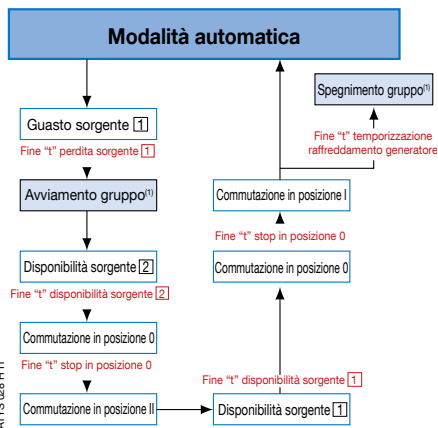 Modalità automatica
Guasto sorgente 1
Fine "t" perdita sorgente 1
Avviamento gruppo(1)
Disponibilità sorgente 2
Fine "t" disponibilità sorgente 2
Commutazione in posizione 0
Fine "t" stop in posizione 0
Commutazione in posizione II
Disponibilità sorgente 1
Fine "t" disponibilità sorgente 1
Commutazione in posizione 0
Fine "t" stop in posizione 0
Commutazione in posizione I
Fine "t" temporizzazione
raffreddamento generatore
Spegnimento gruppo(1)